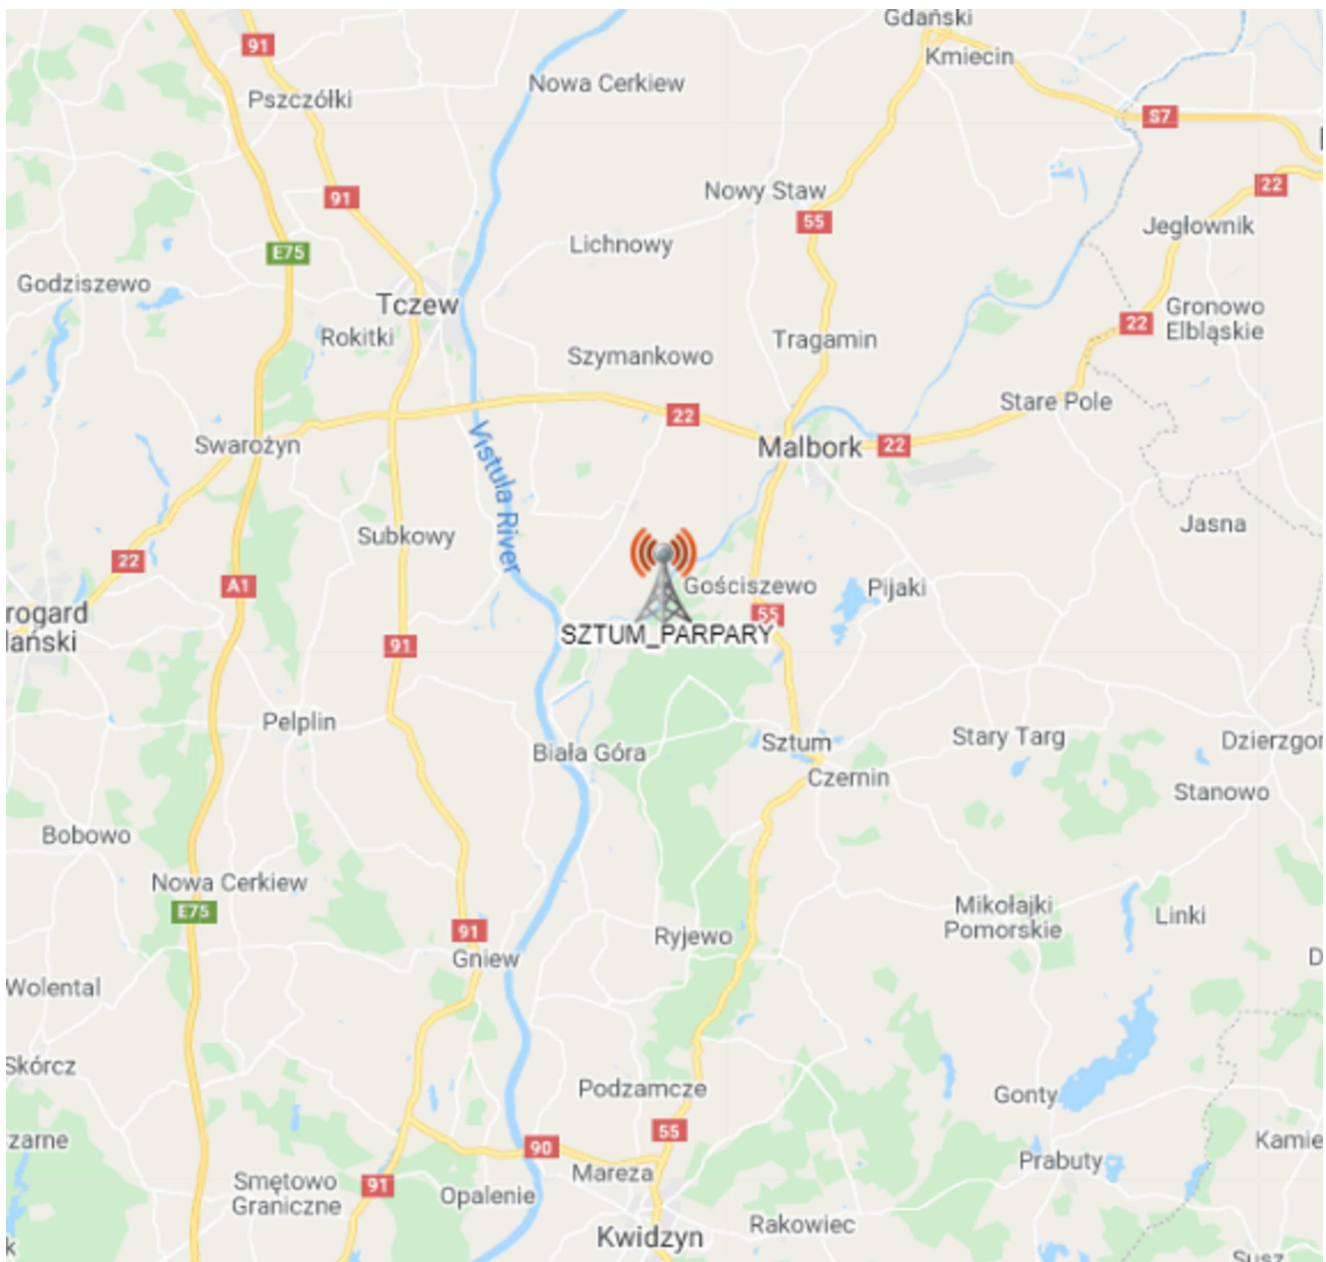 Gdański
91
Kmiecin
Nowa Cerkiew
Pszczółki
S7
22
Nowy Staw
91
55
Jegłownik
Lichnowy
E75
Godziszewo
Tczew
Gronowo
Elbląskie
22
Rokitki
Tragamin
Szymankowo
Stare Pole
22
Swarożyn
Malbork
22
Vistula River
Jasna
Subkowy
22
A1
Gościszewo
Pijaki
rogard
lański
55
SZTUM_PARPARY
91
Pelplin
Sztum
Stary Targ
Dzierzgor
Biała Góra
Czernin
Stanowo
Bobowo
Nowa Cerkiew
E75
Mikołajki
Pomorskie
Linki
91
Ryjewo
Gniew
D
Wolental
Skórcz
Podzamcze
Gonty
55
zarne
90
Kamie
Prabuty
Mareza
Smętowo
Graniczne
91
Opalenie
Rakowiec
Kwidzyn
k
Susz